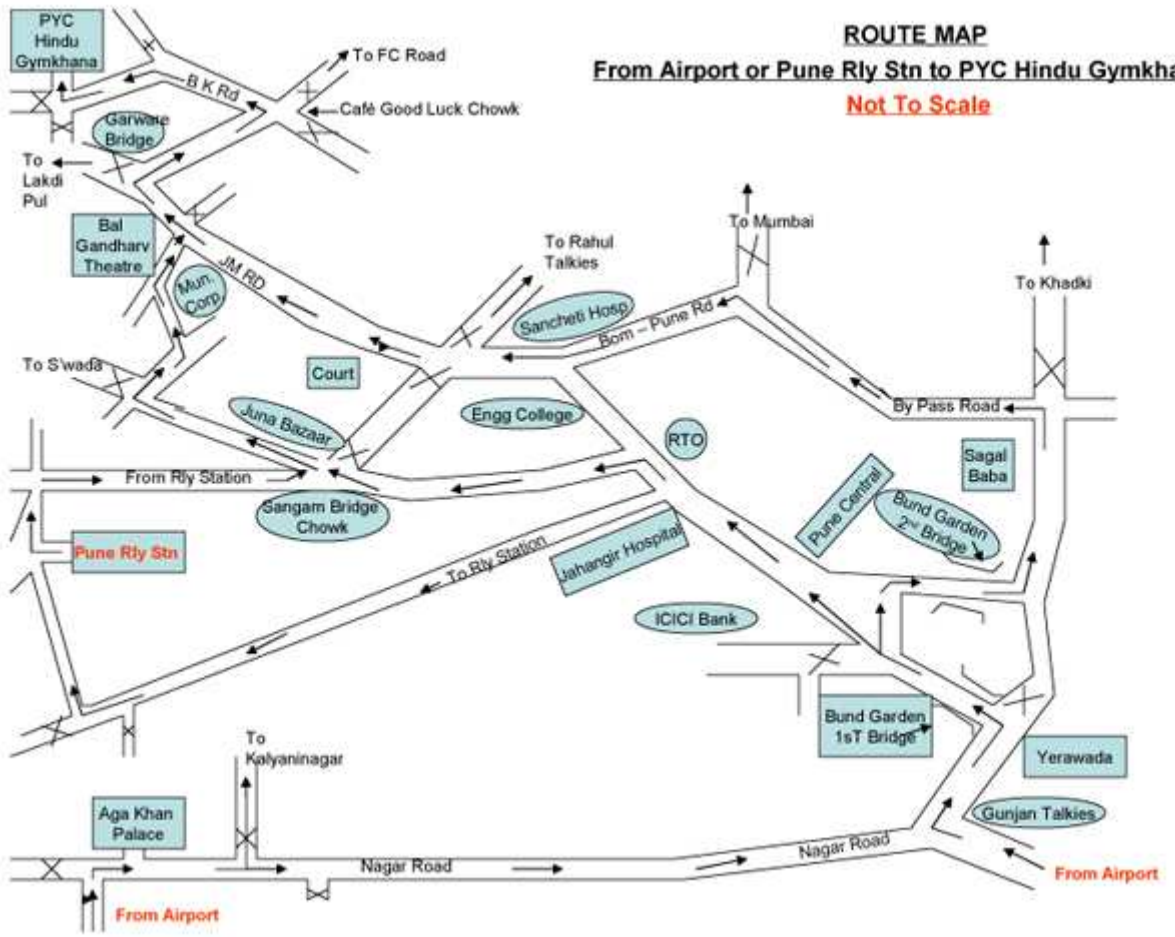 ROUTE MAP
From Airport or Pune Rly Stn to PYC Hindu Gymkha
Not To Scale
PYC
Hindu
Gymkhana
To FC Road
B K Rd
Café Good Luck Chowk
Garware
Bridge
To
Lakdi
Pul
Bal
Gandharv
Theatre
Mun.
Corp.
JM RD
To Rahul
Talkies
To Mumbai
To Khadki
Sancheti Hosp
Bom – Pune Rd
To S'wada
Court
Juna Bazaar
Engg College
By Pass Road
RTO
Sagal
Baba
From Rly Station
Sangam Bridge
Chowk
Pune Central
Bund Garden
2nd Bridge
Pune Rly Stn
To Rly Station
Jahangir Hospital
ICICI Bank
Bund Garden
1sT Bridge
Yerawada
To
Kalyaninagar
Aga Khan
Palace
Gunjan Talkies
Nagar Road
Nagar Road
From Airport
From Airport